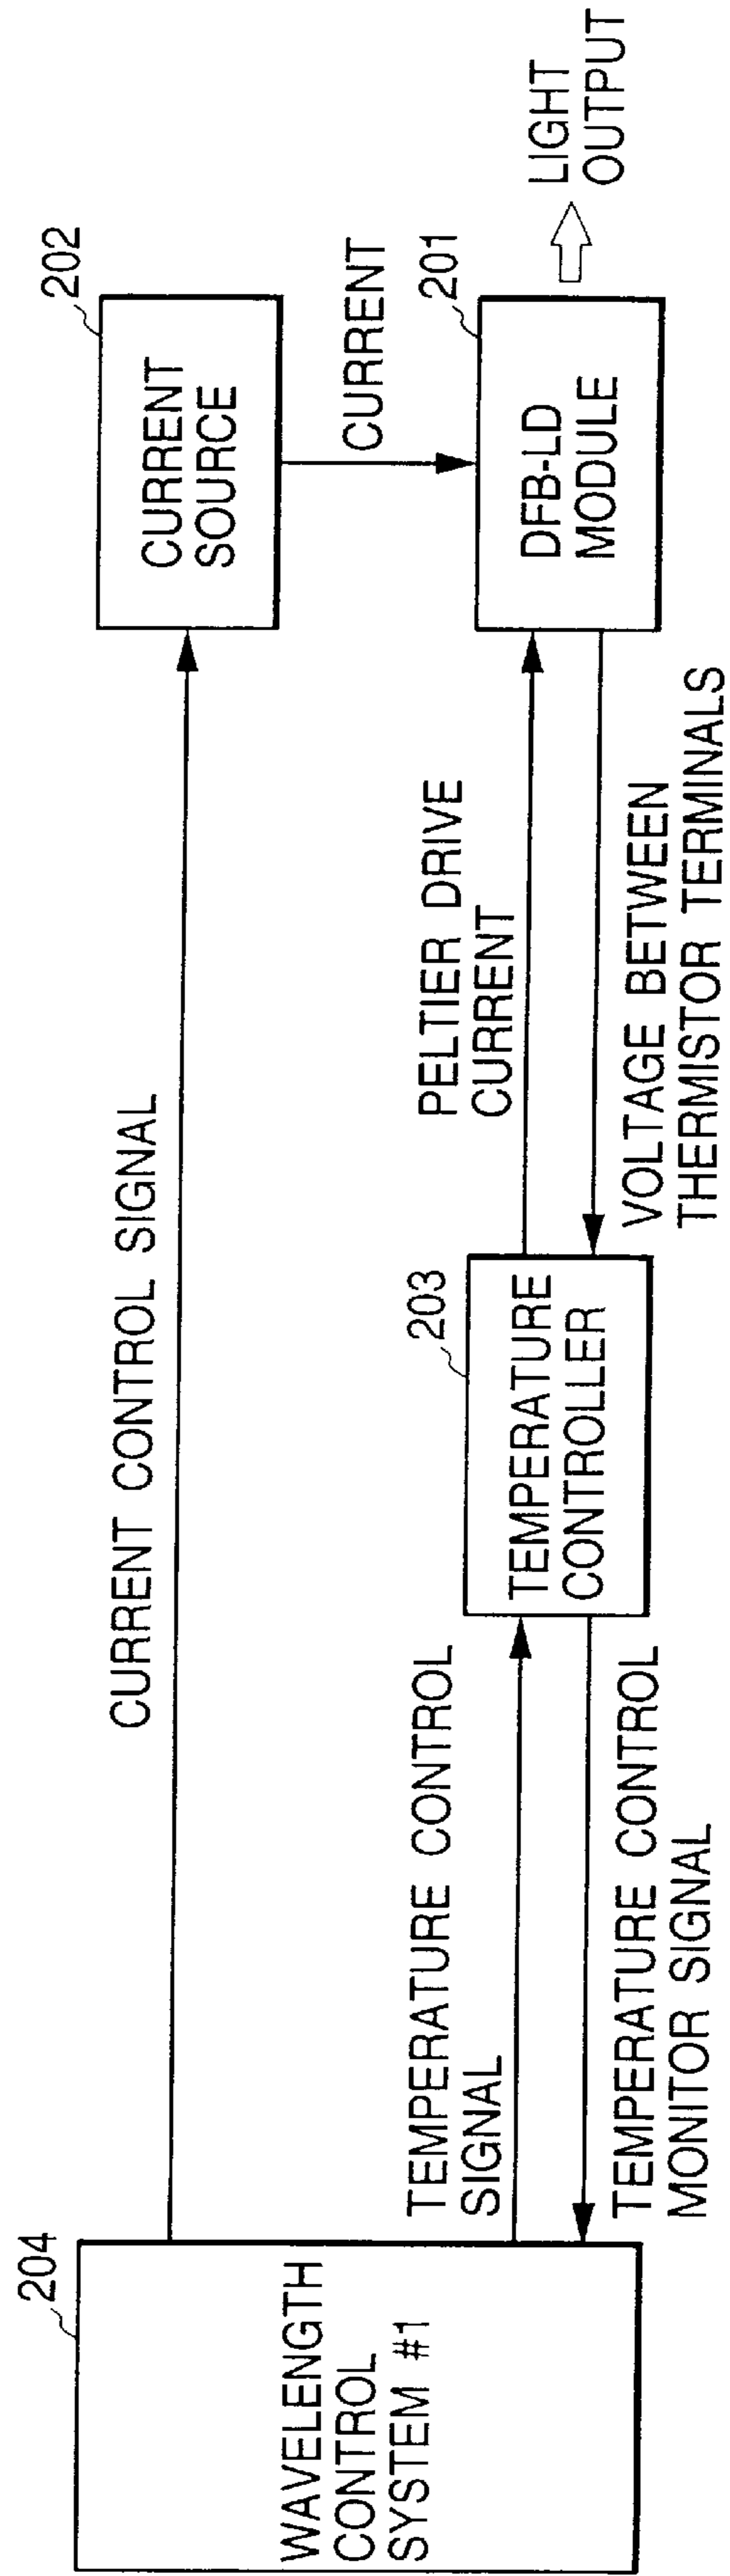 204
WAVELENGTH
CONTROL
SYSTEM #1
CURRENT CONTROL SIGNAL
202
CURRENT
SOURCE
CURRENT
TEMPERATURE CONTROL
SIGNAL
TEMPERATURE CONTROL
MONITOR SIGNAL
203
TEMPERATURE
CONTROLLER
PELTIER DRIVE
CURRENT
VOLTAGE BETWEEN
THERMISTOR TERMINALS
201
DFB-LD
MODULE
LIGHT
OUTPUT